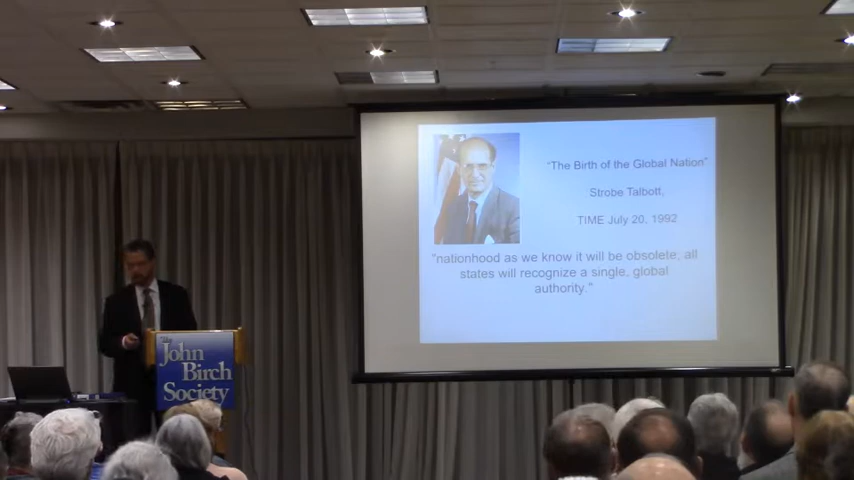 "The Birth of the Global Nation"
Strobe Talbott,
TIME July 20, 1992
"nationhood as we know it will be obsolete; all
states will recognize a single, global
authority."
The
John
Birch
Society